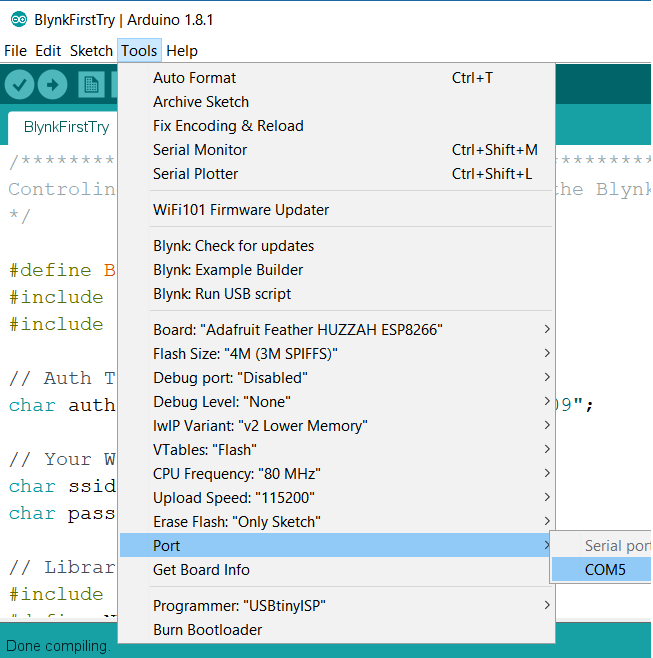 BlynkFirstTry | Arduino 1.8.1
File Edit Sketch Tools Help
Auto Format Ctrl+T
Archive Sketch
Fix Encoding & Reload
Serial Monitor Ctrl+Shift+M
Serial Plotter Ctrl+Shift+L
WiFi101 Firmware Updater
Blynk: Check for updates
Blynk: Example Builder
Blynk: Run USB script
Board: "Adafruit Feather HUZZAH ESP8266"
Flash Size: "4M (3M SPIFFS)"
Debug port: "Disabled"
Debug Level: "None"
IwIP Variant: "v2 Lower Memory"
VTables: "Flash"
CPU Frequency: "80 MHz"
Upload Speed: "115200"
Erase Flash: "Only Sketch"
Port
Get Board Info
Programmer: "USBtinyISP"
Burn Bootloader
Serial port
COM5
BlynkFirstTry
/********* **********
Controlin the Blynk
*/
#define B
#include
#include
// Auth T
char auth 09";
// Your W
char ssid
char pass
// Librar
#include
Done compiling.